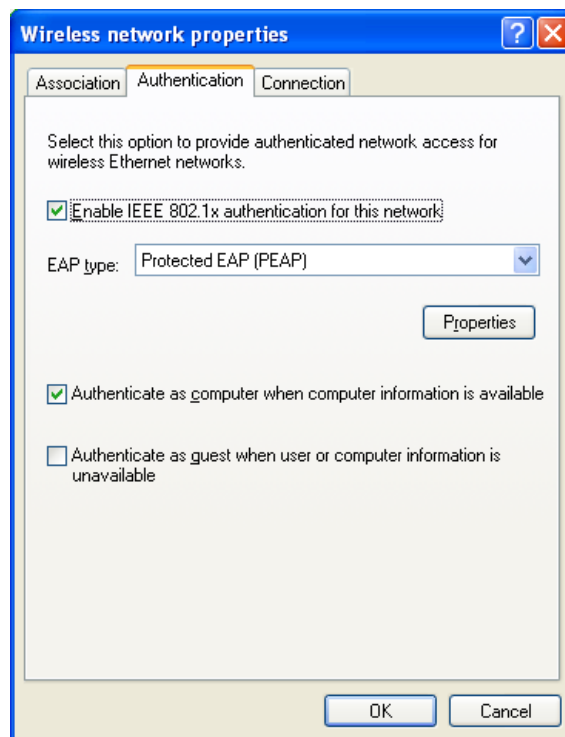 Wireless network properties
Association Authentication Connection
Select this option to provide authenticated network access for
wireless Ethernet networks.
Enable IEEE 802.1x authentication for this network
EAP type: Protected EAP (PEAP)
Properties
Authenticate as computer when computer information is available
Authenticate as guest when user or computer information is
unavailable
OK Cancel